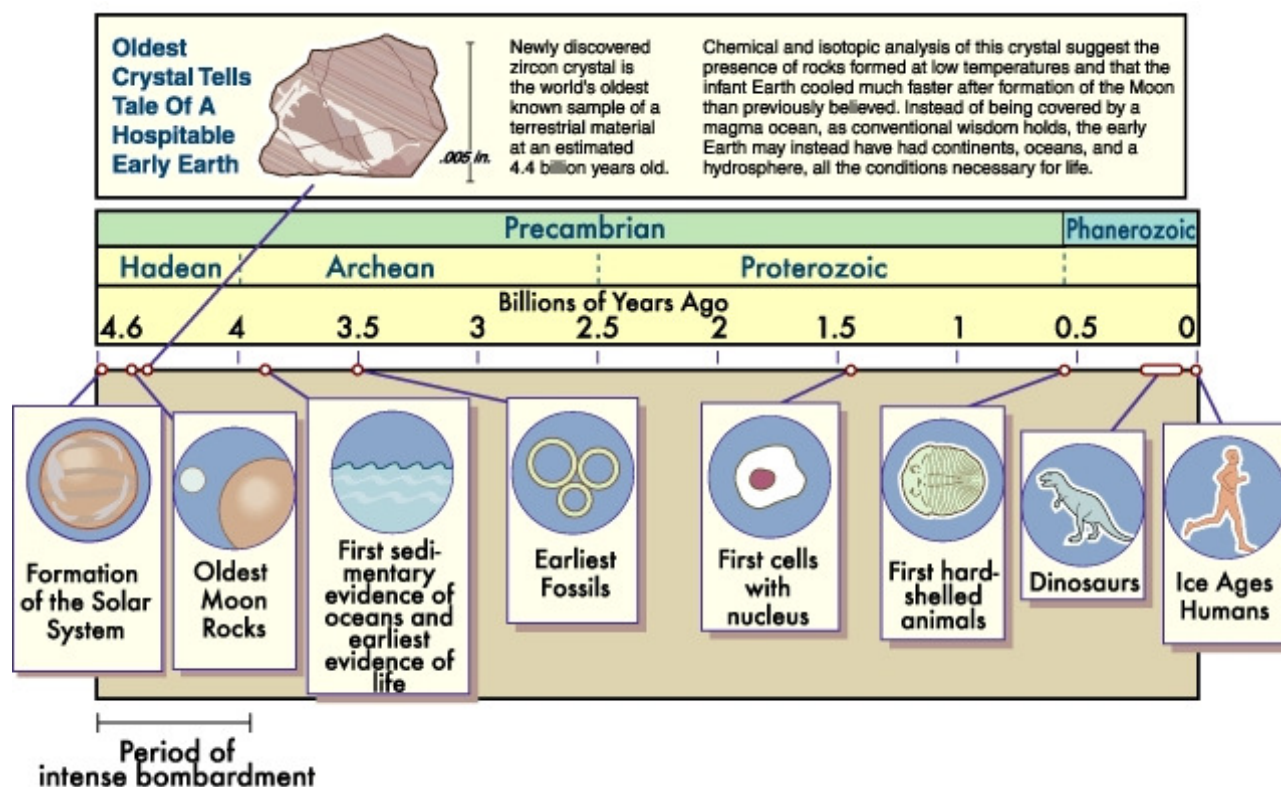 Oldest
Crystal Tells
Tale Of A
Hospitable
Early Earth
.005 in.
Newly discovered
zircon crystal is
the world's oldest
known sample of a
terrestrial material
at an estimated
4.4 billion years old.
Chemical and isotopic analysis of this crystal suggest the
presence of rocks formed at low temperatures and that the
infant Earth cooled much faster after formation of the Moon
than previously believed. Instead of being covered by a
magma ocean, as conventional wisdom holds, the early
Earth may instead have had continents, oceans, and a
hydrosphere, all the conditions necessary for life.
Precambrian Phanerozoic
Hadean Archean Proterozoic
Billions of Years Ago
4.6 4 3.5 3 2.5 2 1.5 1 0.5 0
Formation
of the Solar
System
Oldest
Moon
Rocks
First sedi-
mentary
evidence of
oceans and
earliest
evidence of
life
Earliest
Fossils
First cells
with
nucleus
First hard-
shelled
animals
Dinosaurs
Ice Ages
Humans
Period of
intense bombardment